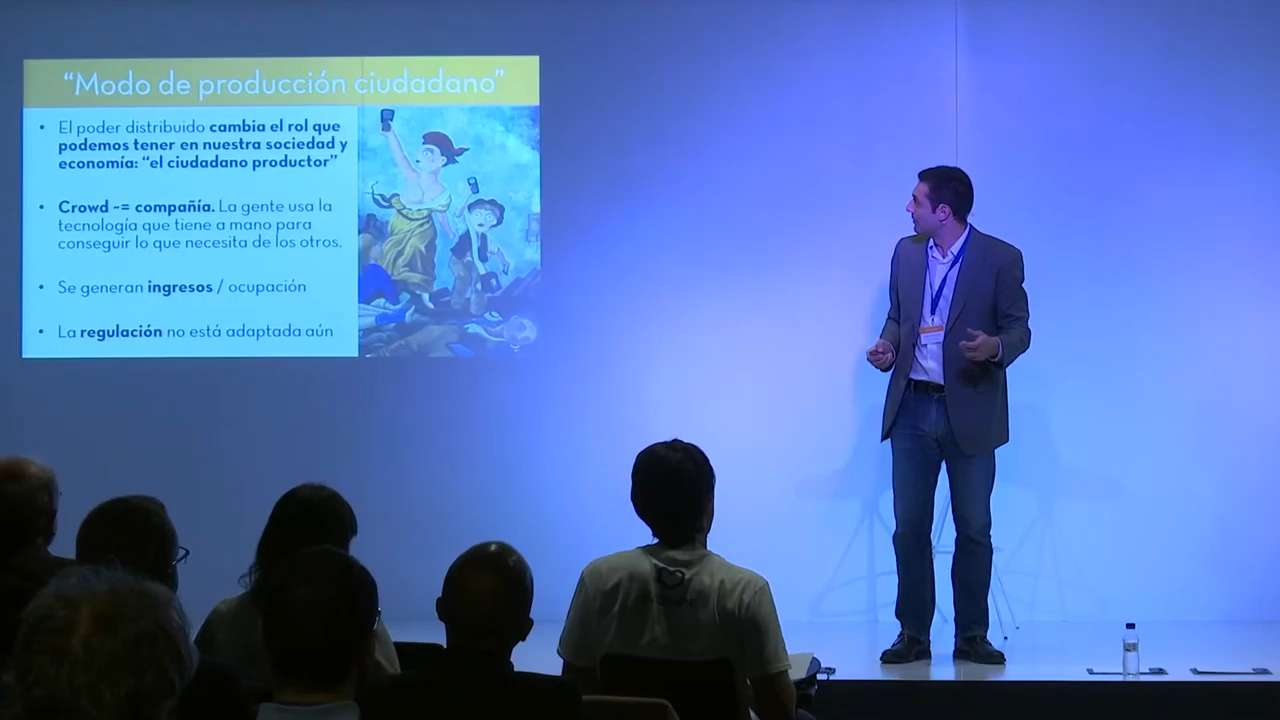 “Modo de producción ciudadano”
• El poder distribuido cambia el rol que
podemos tener en nuestra sociedad y
economía: “el ciudadano productor”
• Crowd ~= compañía. La gente usa la
tecnología que tiene a mano para
conseguir lo que necesita de los otros.
• Se generan ingresos / ocupación
• La regulación no está adaptada aún